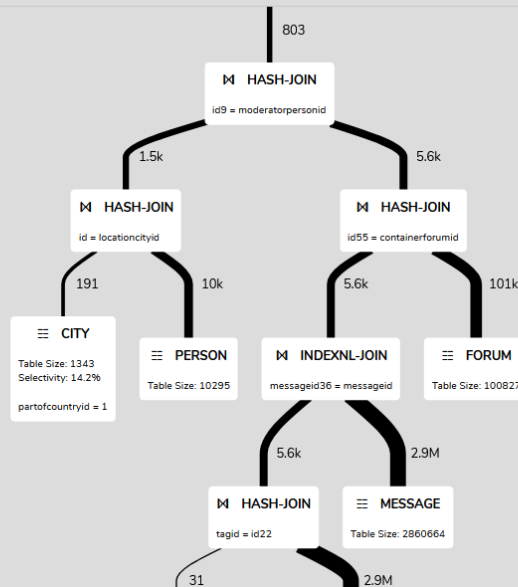 803
HASH-JOIN
id9 = moderatorpersonid
1.5k
5.6k
HASH-JOIN
id = locationcityid
HASH-JOIN
id55 = containerforumid
191
10k
5.6k
101k
CITY
Table Size: 1343
Selectivity: 14.2%
partofcountryid = 1
PERSON
Table Size: 10295
INDEXNL-JOIN
messageid36 = messageid
FORUM
Table Size: 100827
5.6k
2.9M
HASH-JOIN
tagid = id22
MESSAGE
Table Size: 2860664
31
2.9M